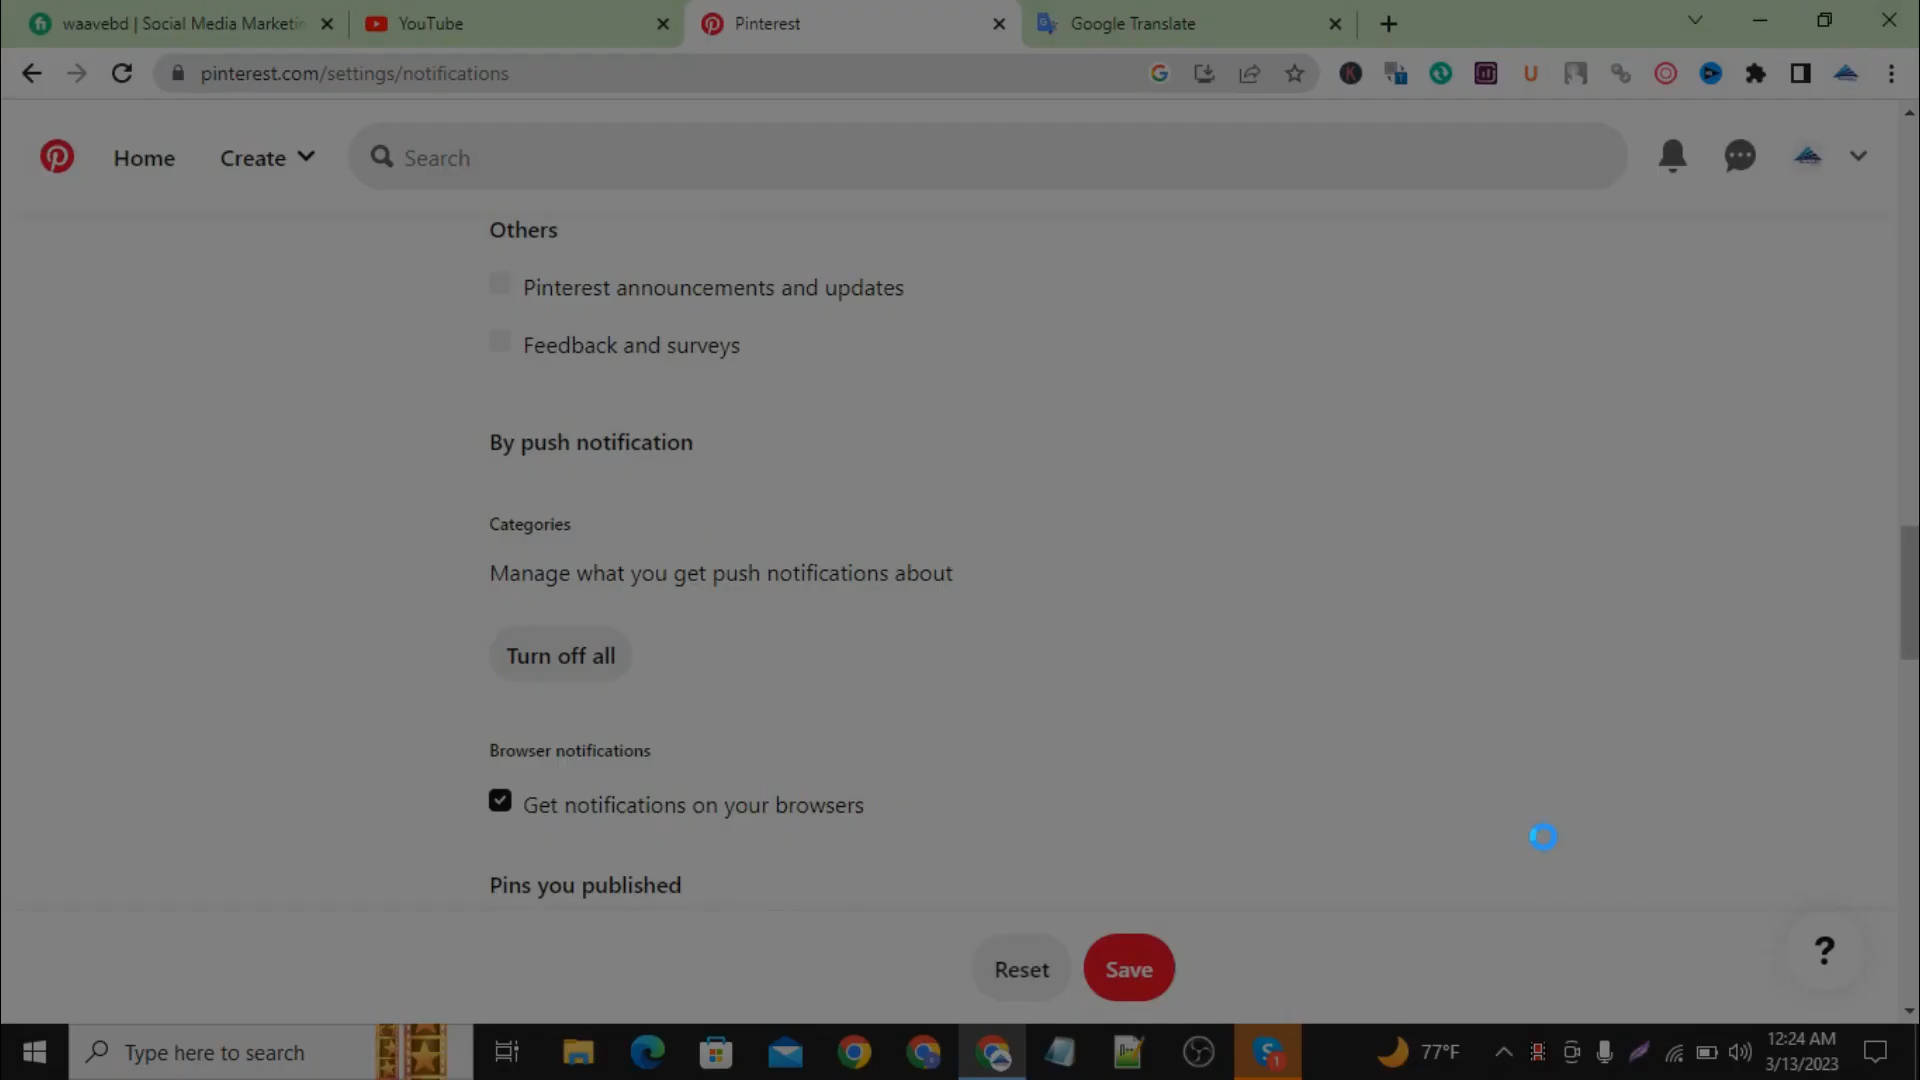 waavebd | Social Media Marketin
YouTube
Pinterest
Google Translate
pinterest.com/settings/notifications
Home
Create
Search
Others
Pinterest announcements and updates
Feedback and surveys
By push notification
Categories
Manage what you get push notifications about
Turn off all
Browser notifications
Get notifications on your browsers
Pins you published
Reset
Save
?
Type here to search
77°F
12:24 AM
3/13/2023